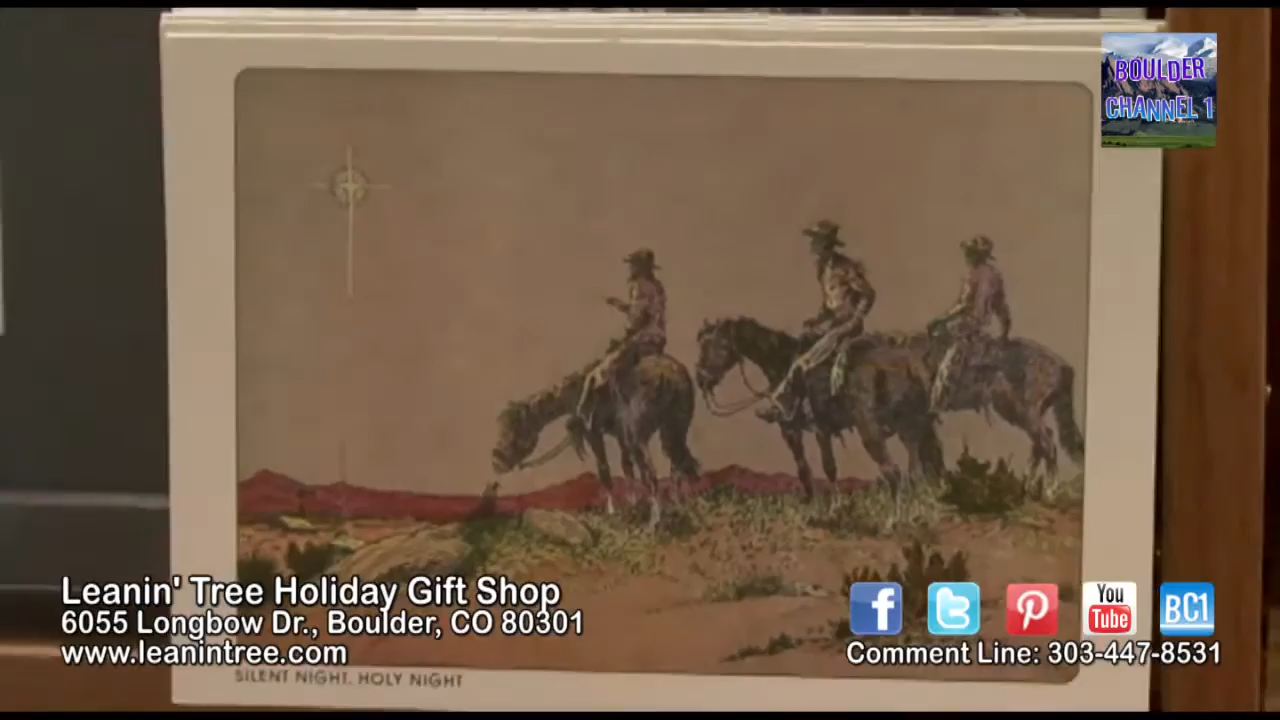 BOULDER
CHANNEL 1
Leanin' Tree Holiday Gift Shop
6055 Longbow Dr., Boulder, CO 80301
www.leanintree.com
SILENT NIGHT, HOLY NIGHT
f
t
P
You
Tube
BC1
Comment Line: 303-447-8531